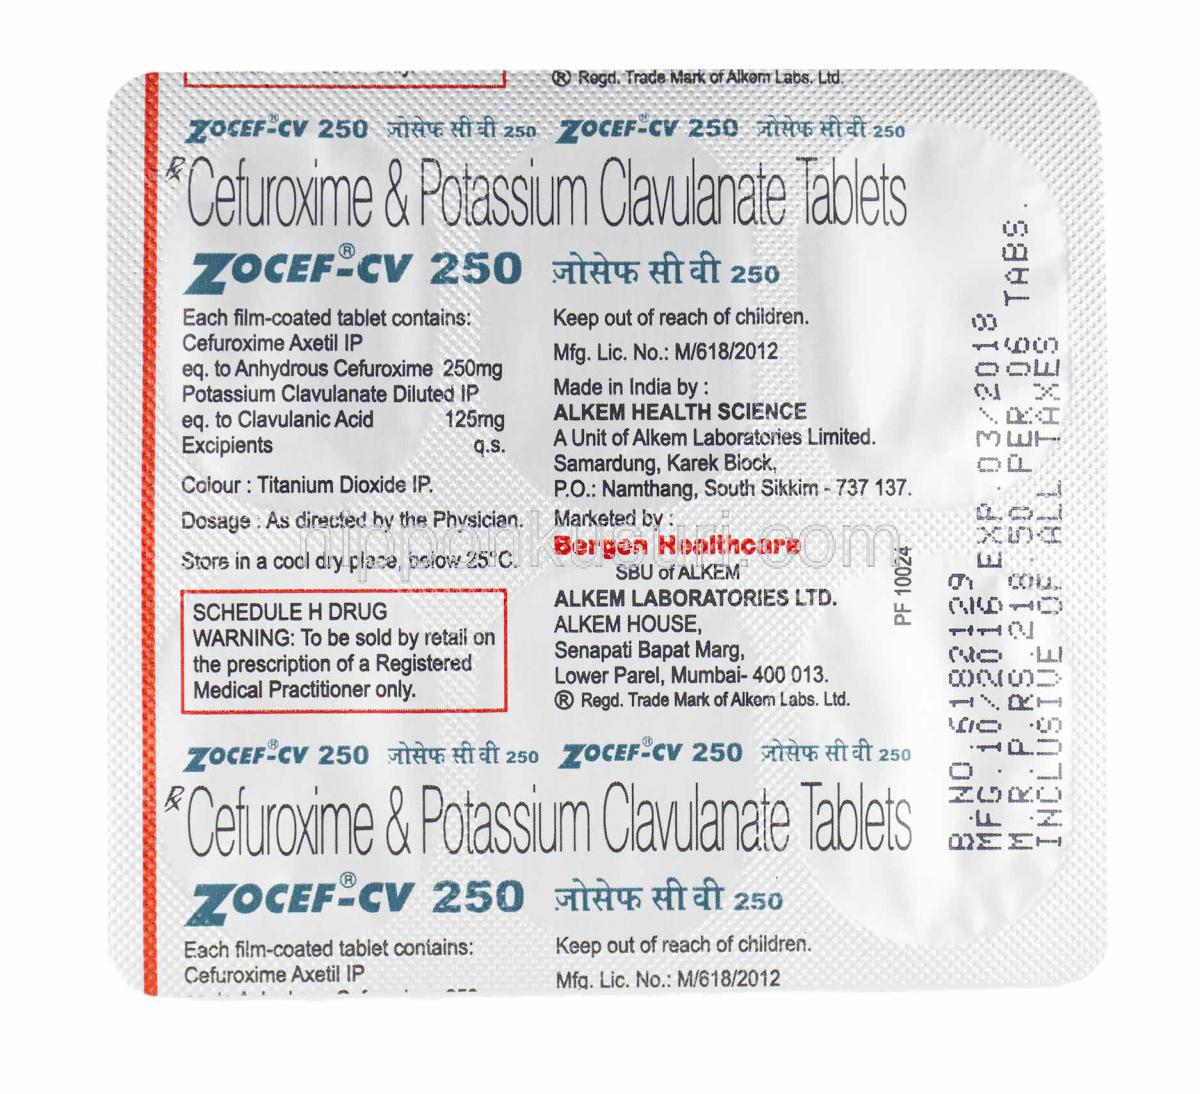 ® Regd. Trade Mark of Alkem Labs. Ltd.
ZOCEF®-CV 250 ज़ोसेफ सी वी 250 ZOCEF®-CV 250 ज़ोसेफ सी वी 250
Rx Cefuroxime & Potassium Clavulanate Tablets
ZOCEF®-CV 250 ज़ोसेफ सी वी 250
Each film-coated tablet contains:
Cefuroxime Axetil IP
eq. to Anhydrous Cefuroxime 250mg
Potassium Clavulanate Diluted IP
eq. to Clavulanic Acid 125mg
Excipients q.s.
Colour : Titanium Dioxide IP.
Dosage : As directed by the Physician.
Store in a cool dry place, below 25°C.
SCHEDULE H DRUG
WARNING: To be sold by retail on
the prescription of a Registered
Medical Practitioner only.
Keep out of reach of children.
Mfg. Lic. No.: M/618/2012
Made in India by :
ALKEM HEALTH SCIENCE
A Unit of Alkem Laboratories Limited.
Samardung, Karek Block,
P.O.: Namthang, South Sikkim - 737 137.
Marketed by :
Bergen Healthcare
SBU of ALKEM
ALKEM LABORATORIES LTD.
ALKEM HOUSE,
Senapati Bapat Marg,
Lower Parel, Mumbai- 400 013.
® Regd. Trade Mark of Alkem Labs. Ltd.
PF 10024
B.NO.6182129
MFG.10/2016 EXP.03/2018
M.R.P.RS.218.50 PER 06 TABS.
INCLUSIVE OF ALL TAXES
ZOCEF®-CV 250 ज़ोसेफ सी वी 250 ZOCEF®-CV 250 ज़ोसेफ सी वी 250
Rx Cefuroxime & Potassium Clavulanate Tablets
ZOCEF®-CV 250 ज़ोसेफ सी वी 250
Each film-coated tablet contains:
Cefuroxime Axetil IP
Keep out of reach of children.
Mfg. Lic. No.: M/618/2012